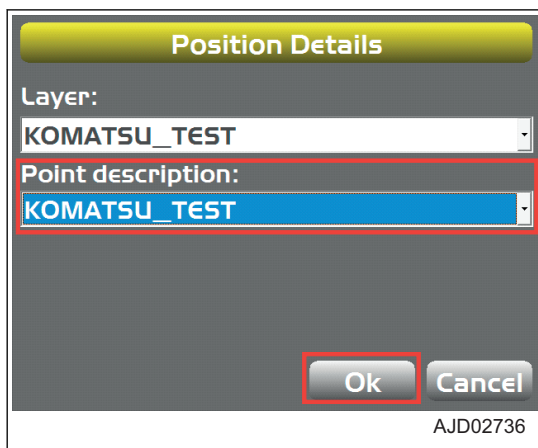 Position Details
Layer:
KOMATSU_TEST
Point description:
KOMATSU_TEST
Ok Cancel
AJD02736